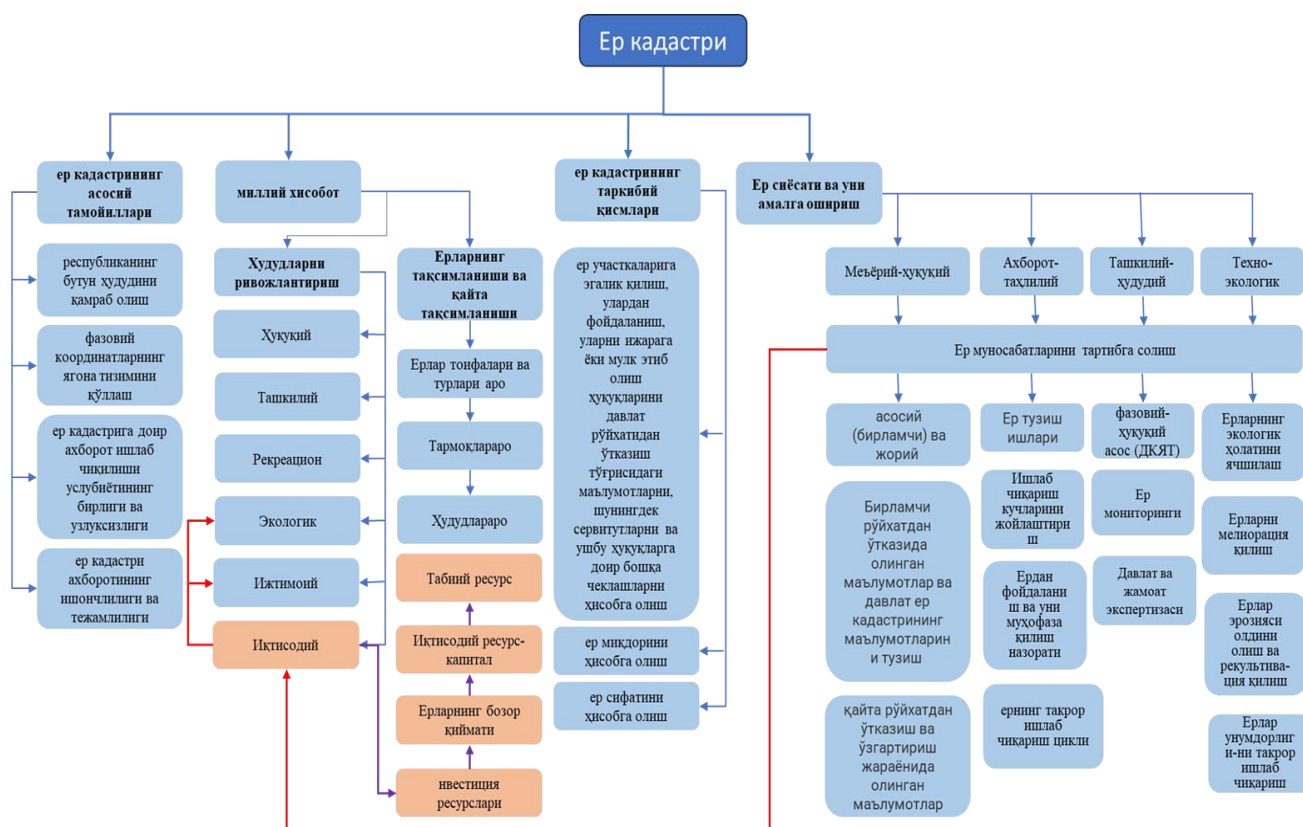 Ер кадастри
ер кадастрининг
асосий
тамойиллари
республиканинг
бутун ҳудудини
қамраб олиш
фазовий
координатларнинг
ягона тизимини
қўллаш
ер кадастрига доир
ахборот ишлаб
чиқилиши
услубиётининг
бирлиги ва
узлуксизлиги
ер кадастри
ахборотининг
ишончлилиги ва
тежамлилиги
миллий хисобот
Ҳудудларни
ривожлантириш
Ҳуқуқий
Ташкилий
Рекреацион
Экологик
Ижтимоий
Иқтисодий
Ерларнинг
тақсимланиши ва
қайта
тақсимланиши
Ерлар тоифалари ва
турлари аро
Тармоқлараро
Ҳудудлараро
Табиий ресурс
Иқтисодий ресурс-
капитал
Ерларнинг бозор
қиймати
нвестиция
ресурслари
ер кадастрининг
таркибий
қисмлари
ер участкаларига
эгалик қилиш,
улардан
фойдаланиш,
уларни ижарага
ёки мулк этиб
олиш
ҳуқуқларини
давлат
рўйхатидан
ўтказиш
тўғрисидаги
маълумотларни,
шунингдек
сервитутларни ва
ушбу ҳуқуқларга
доир бошқа
чеклашларни
ҳисобга олиш
ер миқдорини
ҳисобга олиш
ер сифатини
ҳисобга олиш
Ер сиёсати ва уни
амалга ошириш
Меъёрий-ҳуқуқий
Ахборот-
таҳлилий
Ташкилий-
ҳудудий
Техно-
экологик
Ер муносабатларини тартибга солиш
асосий
(бирламчи) ва
жорий
Бирламчи
рўйхатдан
ўтказида
олинган
маълумотлар ва
давлат ер
кадастрининг
маълумотларин
и тузиш
қайта рўйхатдан
ўтказиш ва
ўзгартириш
жараёнида
олинган
маълумотлар
Ер тузиш
ишлари
Ишлаб
чиқариш
кучларини
жойлаштири
ш
Ердан
фойдалани
ш ва уни
муҳофаза
қилиш
назорати
ернинг такрор
ишлаб
чиқариш цикли
фазовий-
ҳуқуқий
асос (ДКЯТ)
Ер
мониторинги
Давлат ва
жамоат
экспертизаси
Ерларнинг
экологик
ҳолатини
ячшилаш
Ерларни
мелиорация
қилиш
Ерлар
эрозияси
олдини
олиш ва
рекультива-
ция қилиш
Ерлар
унумдорлиг
и-ни такрор
ишлаб
чиқариш